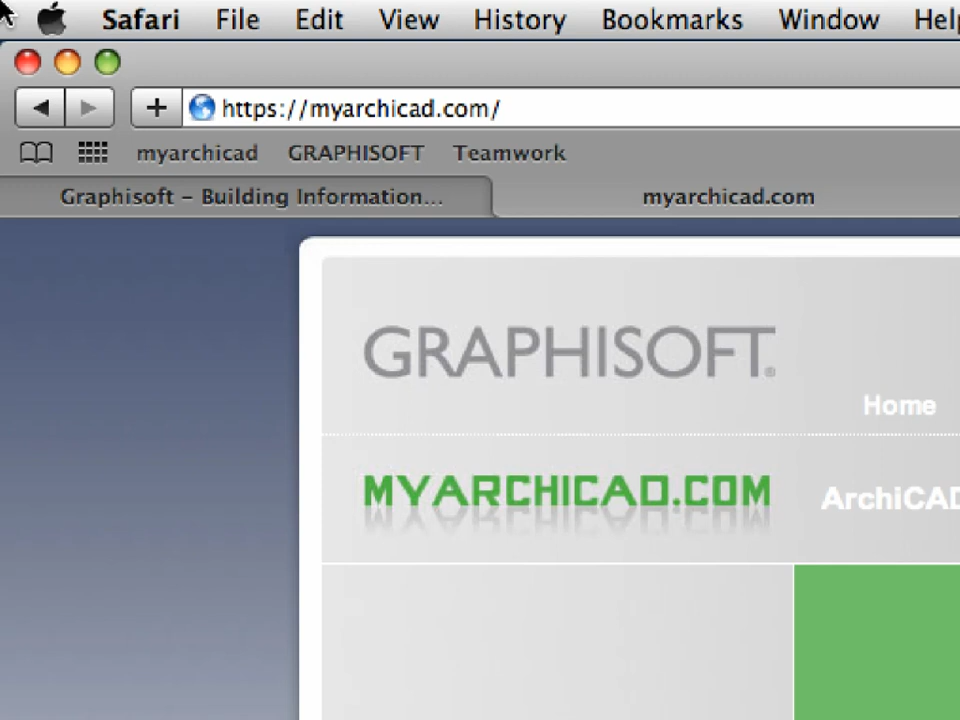 Safari File Edit View History Bookmarks Window Help
https://myarchicad.com/
myarchicad GRAPHISOFT Teamwork
Graphisoft – Building Information... myarchicad.com
GRAPHISOFT®
Home
MYARCHICAD.COM ArchiCAD